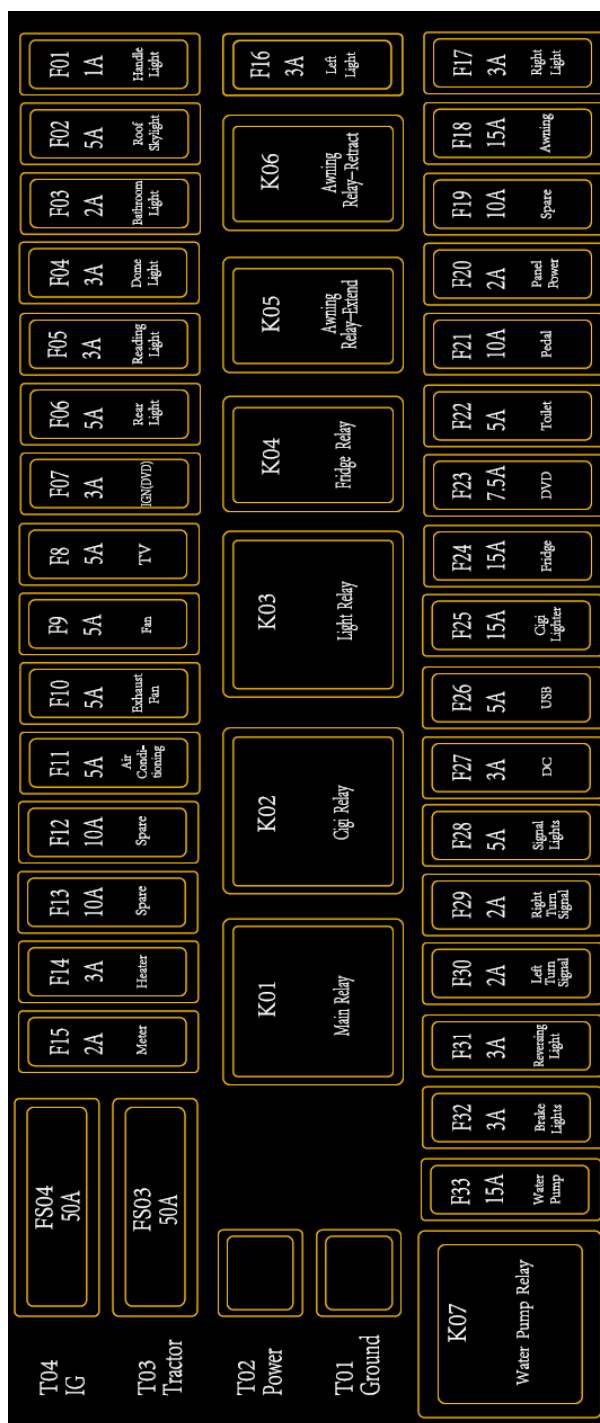 F01
1A
Handle
Light
F02
5A
Roof
Skylight
F03
2A
Bathroom
Light
F04
3A
Dome
Light
F05
3A
Reading
Light
F06
5A
Rear
Light
F07
3A
IGN(DVD)
F8
5A
TV
F9
5A
Fan
F10
5A
Exhaust
Fan
F11
5A
Air
Condi-
tioning
F12
10A
Spare
F13
10A
Spare
F14
3A
Heater
F15
2A
Meter
FS04
50A
FS03
50A
T04
IG
T03
Tractor
F16
3A
Left
Light
K06
Awning
Relay-Retract
K05
Awning
Relay-Extend
K04
Fridge Relay
K03
Light Relay
K02
Cigi Relay
K01
Main Relay
T02
Power
T01
Ground
F17
3A
Right
Light
F18
15A
Awning
F19
10A
Spare
F20
2A
Panel
Power
F21
10A
Pedal
F22
5A
Toilet
F23
7.5A
DVD
F24
15A
Fridge
F25
15A
Cigi
Lighter
F26
5A
USB
F27
3A
DC
F28
5A
Signal
Lights
F29
2A
Right
Turn
Signal
F30
2A
Left
Turn
Signal
F31
3A
Reversing
Light
F32
3A
Brake
Lights
F33
15A
Water
Pump
K07
Water Pump Relay